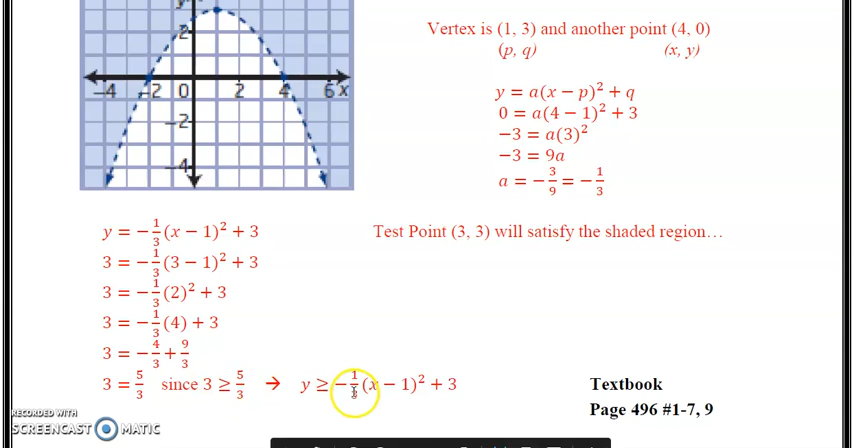 y
2
-4 -2 0 2 4 6 x
-2
-4
Vertex is (1, 3) and another point (4, 0)
(p, q) (x, y)
y = a(x − p)² + q
0 = a(4 − 1)² + 3
−3 = a(3)²
−3 = 9a
a = −3/9 = −1/3
y = −1/3(x − 1)² + 3
3 = −1/3(3 − 1)² + 3
3 = −1/3(2)² + 3
3 = −1/3(4) + 3
3 = −4/3 + 9/3
3 = 5/3 since 3 ≥ 5/3 → y ≥ −1/3(x − 1)² + 3
Test Point (3, 3) will satisfy the shaded region…
Textbook
Page 496 #1-7, 9
RECORDED WITH
SCREENCAST MATIC